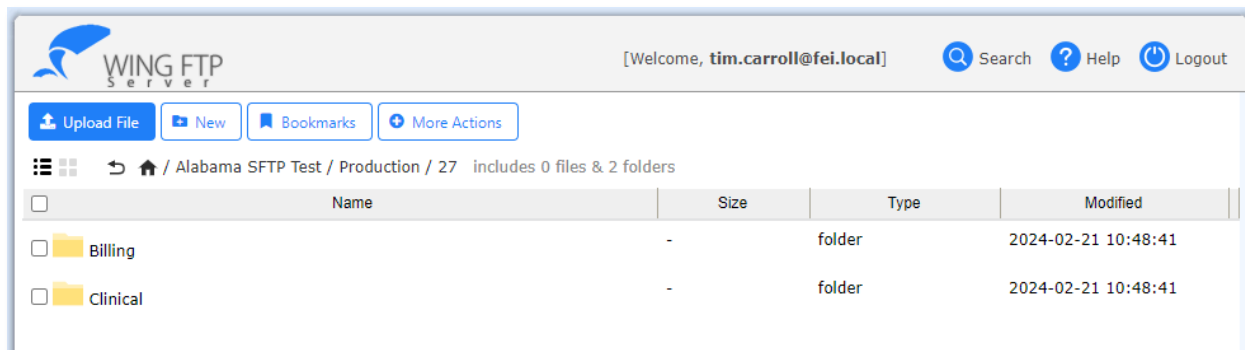 WING FTP
Server
[Welcome, tim.carroll@fei.local]
Search
Help
Logout
Upload File
New
Bookmarks
More Actions
/ Alabama SFTP Test / Production / 27 includes 0 files & 2 folders
Name Size Type Modified
Billing - folder 2024-02-21 10:48:41
Clinical - folder 2024-02-21 10:48:41